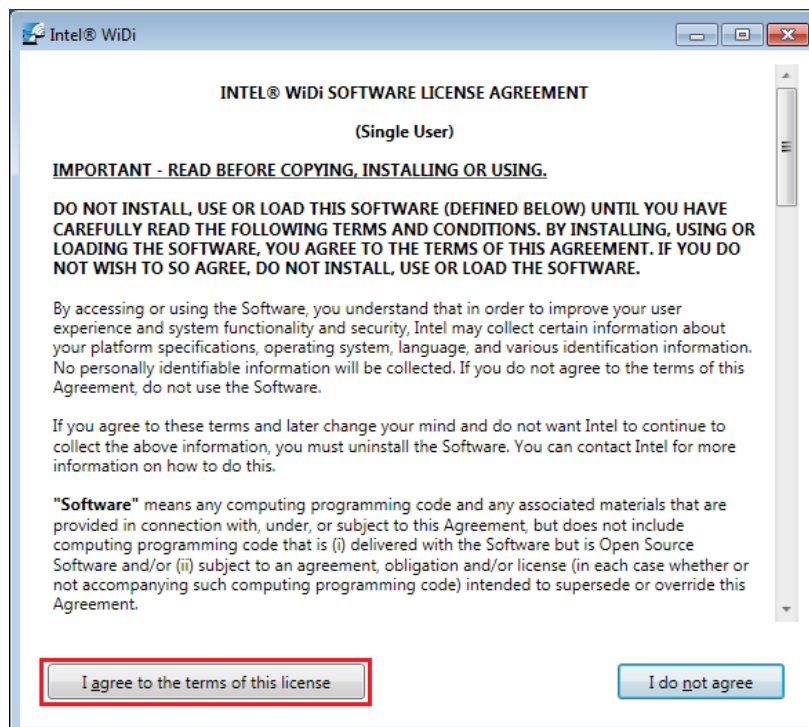 Intel® WiDi
INTEL® WiDi SOFTWARE LICENSE AGREEMENT
(Single User)
IMPORTANT - READ BEFORE COPYING, INSTALLING OR USING.
DO NOT INSTALL, USE OR LOAD THIS SOFTWARE (DEFINED BELOW) UNTIL YOU HAVE
CAREFULLY READ THE FOLLOWING TERMS AND CONDITIONS. BY INSTALLING, USING OR
LOADING THE SOFTWARE, YOU AGREE TO THE TERMS OF THIS AGREEMENT. IF YOU DO
NOT WISH TO SO AGREE, DO NOT INSTALL, USE OR LOAD THE SOFTWARE.
By accessing or using the Software, you understand that in order to improve your user
experience and system functionality and security, Intel may collect certain information about
your platform specifications, operating system, language, and various identification information.
No personally identifiable information will be collected. If you do not agree to the terms of this
Agreement, do not use the Software.
If you agree to these terms and later change your mind and do not want Intel to continue to
collect the above information, you must uninstall the Software. You can contact Intel for more
information on how to do this.
"Software" means any computing programming code and any associated materials that are
provided in connection with, under, or subject to this Agreement, but does not include
computing programming code that is (i) delivered with the Software but is Open Source
Software and/or (ii) subject to an agreement, obligation and/or license (in each case whether or
not accompanying such computing programming code) intended to supersede or override this
Agreement.
I agree to the terms of this license
I do not agree